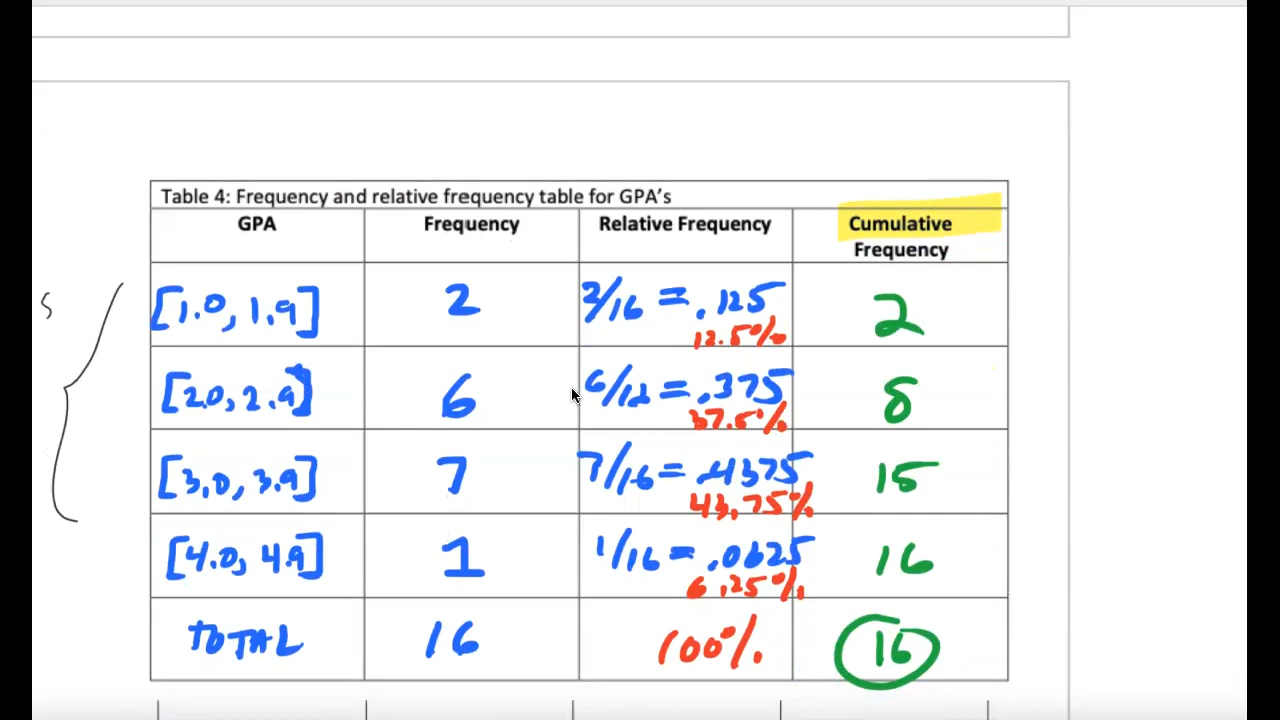 Table 4: Frequency and relative frequency table for GPA's
GPA Frequency Relative Frequency Cumulative Frequency
[1.0, 1.9] 2 2/16 = .125 2
12.5%
s
[2.0, 2.9] 6 6/12 = .375 8
37.5%
[3.0, 3.9] 7 7/16 = .4375 15
43.75%
[4.0, 4.9] 1 1/16 = .0625 16
6.25%
TOTAL 16 100% 16